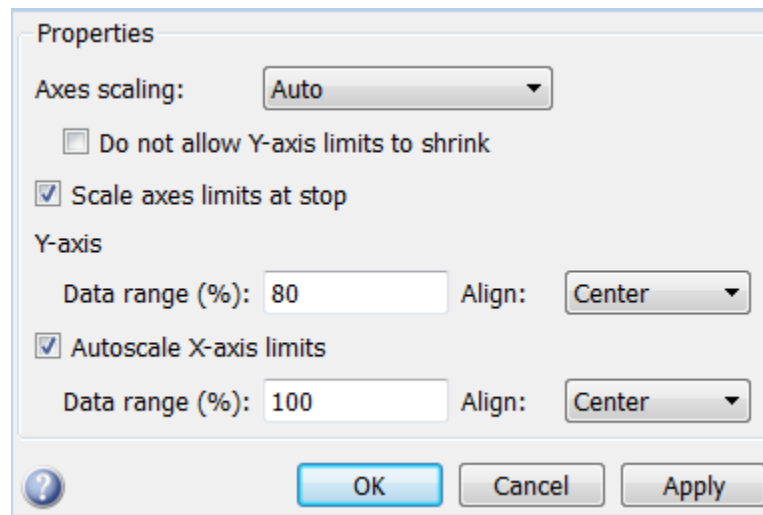 Properties
Axes scaling: Auto
Do not allow Y-axis limits to shrink
Scale axes limits at stop
Y-axis
Data range (%): 80 Align: Center
Autoscale X-axis limits
Data range (%): 100 Align: Center
? OK Cancel Apply